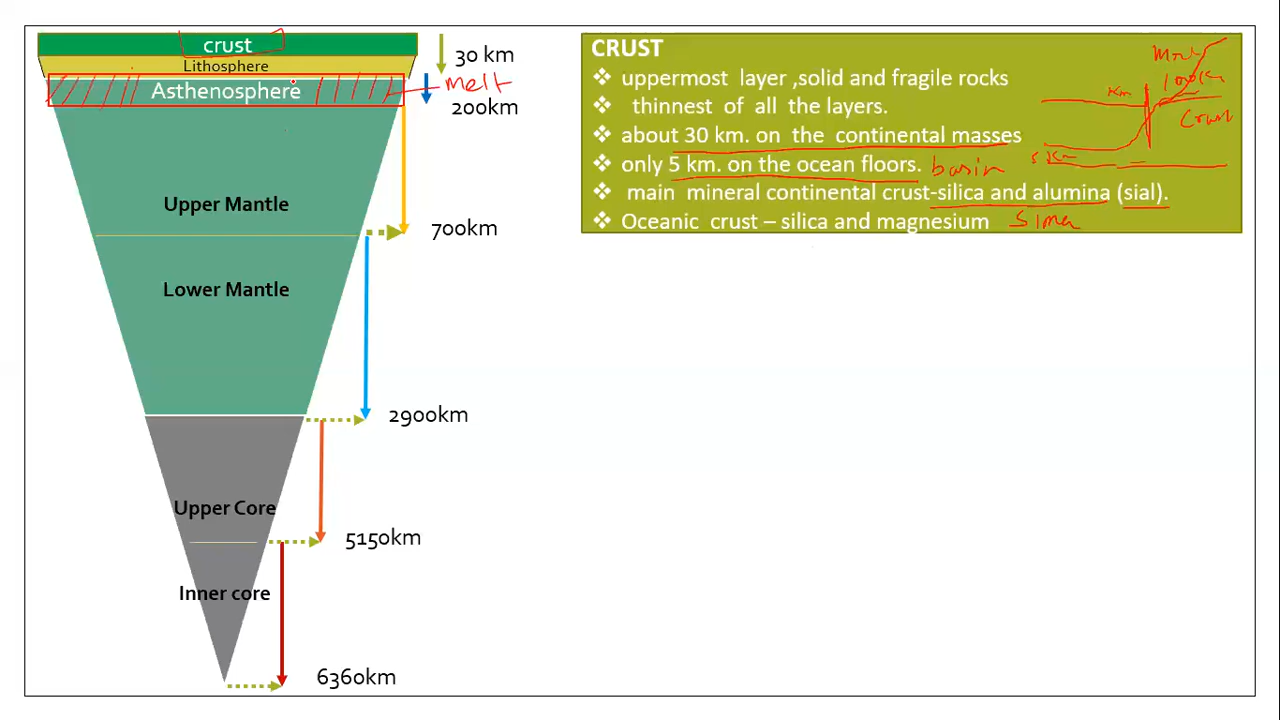 crust
30 km
Lithosphere
Asthenosphere
melt
200km
Upper Mantle
700km
Lower Mantle
2900km
Upper Core
5150km
Inner core
6360km
CRUST
❖ uppermost layer ,solid and fragile rocks
❖ thinnest of all the layers.
❖ about 30 km. on the continental masses
❖ only 5 km. on the ocean floors. basin
❖ main mineral continental crust-silica and alumina (sial).
❖ Oceanic crust – silica and magnesium Sima
Km
Crust
5 Km